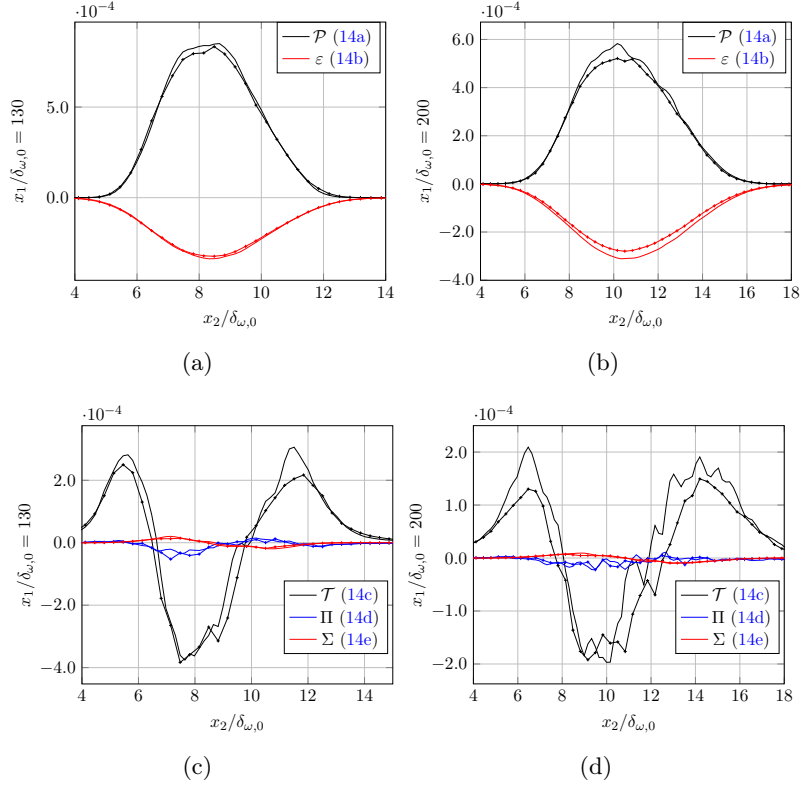 ·10⁻⁴
x₁/δ_{ω,0} = 130
5.0
0.0
4 6 8 10 12 14
x₂/δ_{ω,0}
𝒫 (14a)
ε (14b)
(a)
·10⁻⁴
x₁/δ_{ω,0} = 200
6.0
4.0
2.0
0.0
−2.0
−4.0
4 6 8 10 12 14 16 18
x₂/δ_{ω,0}
𝒫 (14a)
ε (14b)
(b)
·10⁻⁴
x₁/δ_{ω,0} = 130
2.0
0.0
−2.0
−4.0
4 6 8 10 12 14
x₂/δ_{ω,0}
𝒯 (14c)
Π (14d)
Σ (14e)
(c)
·10⁻⁴
x₁/δ_{ω,0} = 200
2.0
1.0
0.0
−1.0
−2.0
4 6 8 10 12 14 16 18
x₂/δ_{ω,0}
𝒯 (14c)
Π (14d)
Σ (14e)
(d)